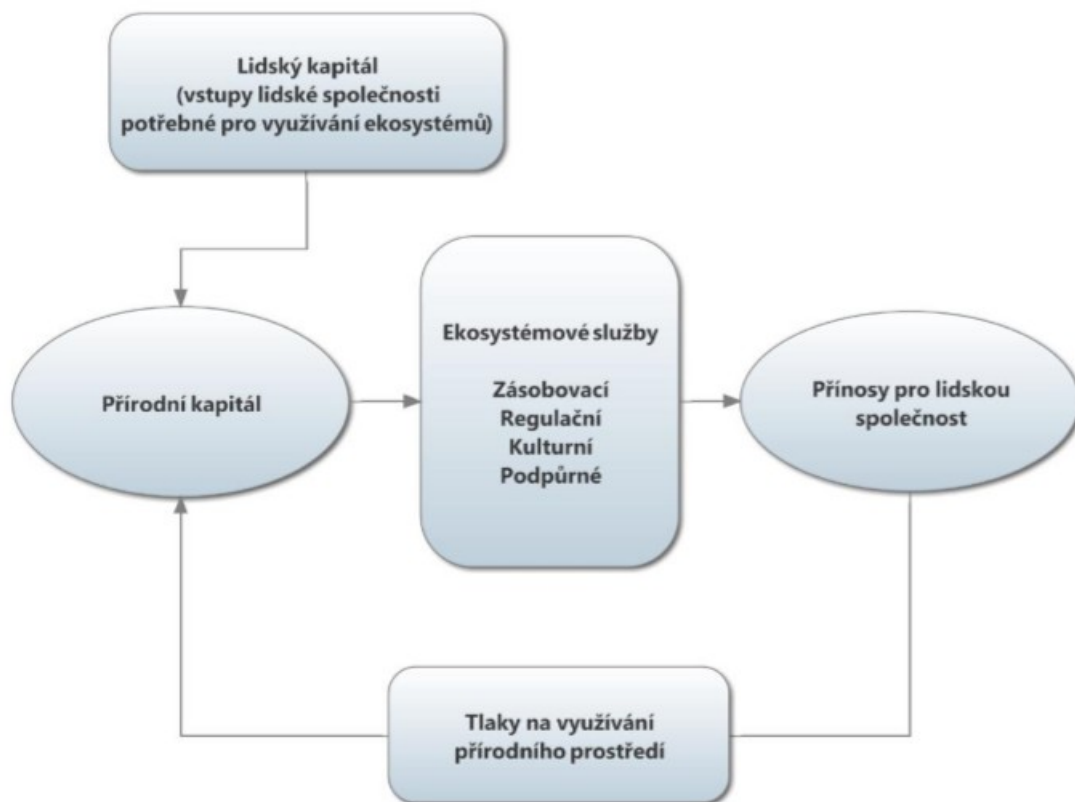 Lidský kapitál
(vstupy lidské společnosti
potřebné pro využívání ekosystémů)
Přírodní kapitál
Ekosystémové služby
Zásobovací
Regulační
Kulturní
Podpůrné
Přínosy pro lidskou
společnost
Tlaky na využívání
přírodního prostředí